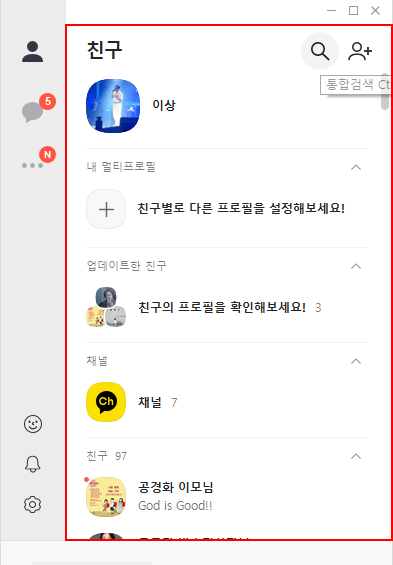 친구
통합검색 Ct
5
이상
N
내 멀티프로필
친구별로 다른 프로필을 설정해보세요!
업데이트한 친구
친구의 프로필을 확인해보세요! 3
채널
Ch
채널 7
친구 97
공경화 이모님
God is Good!!